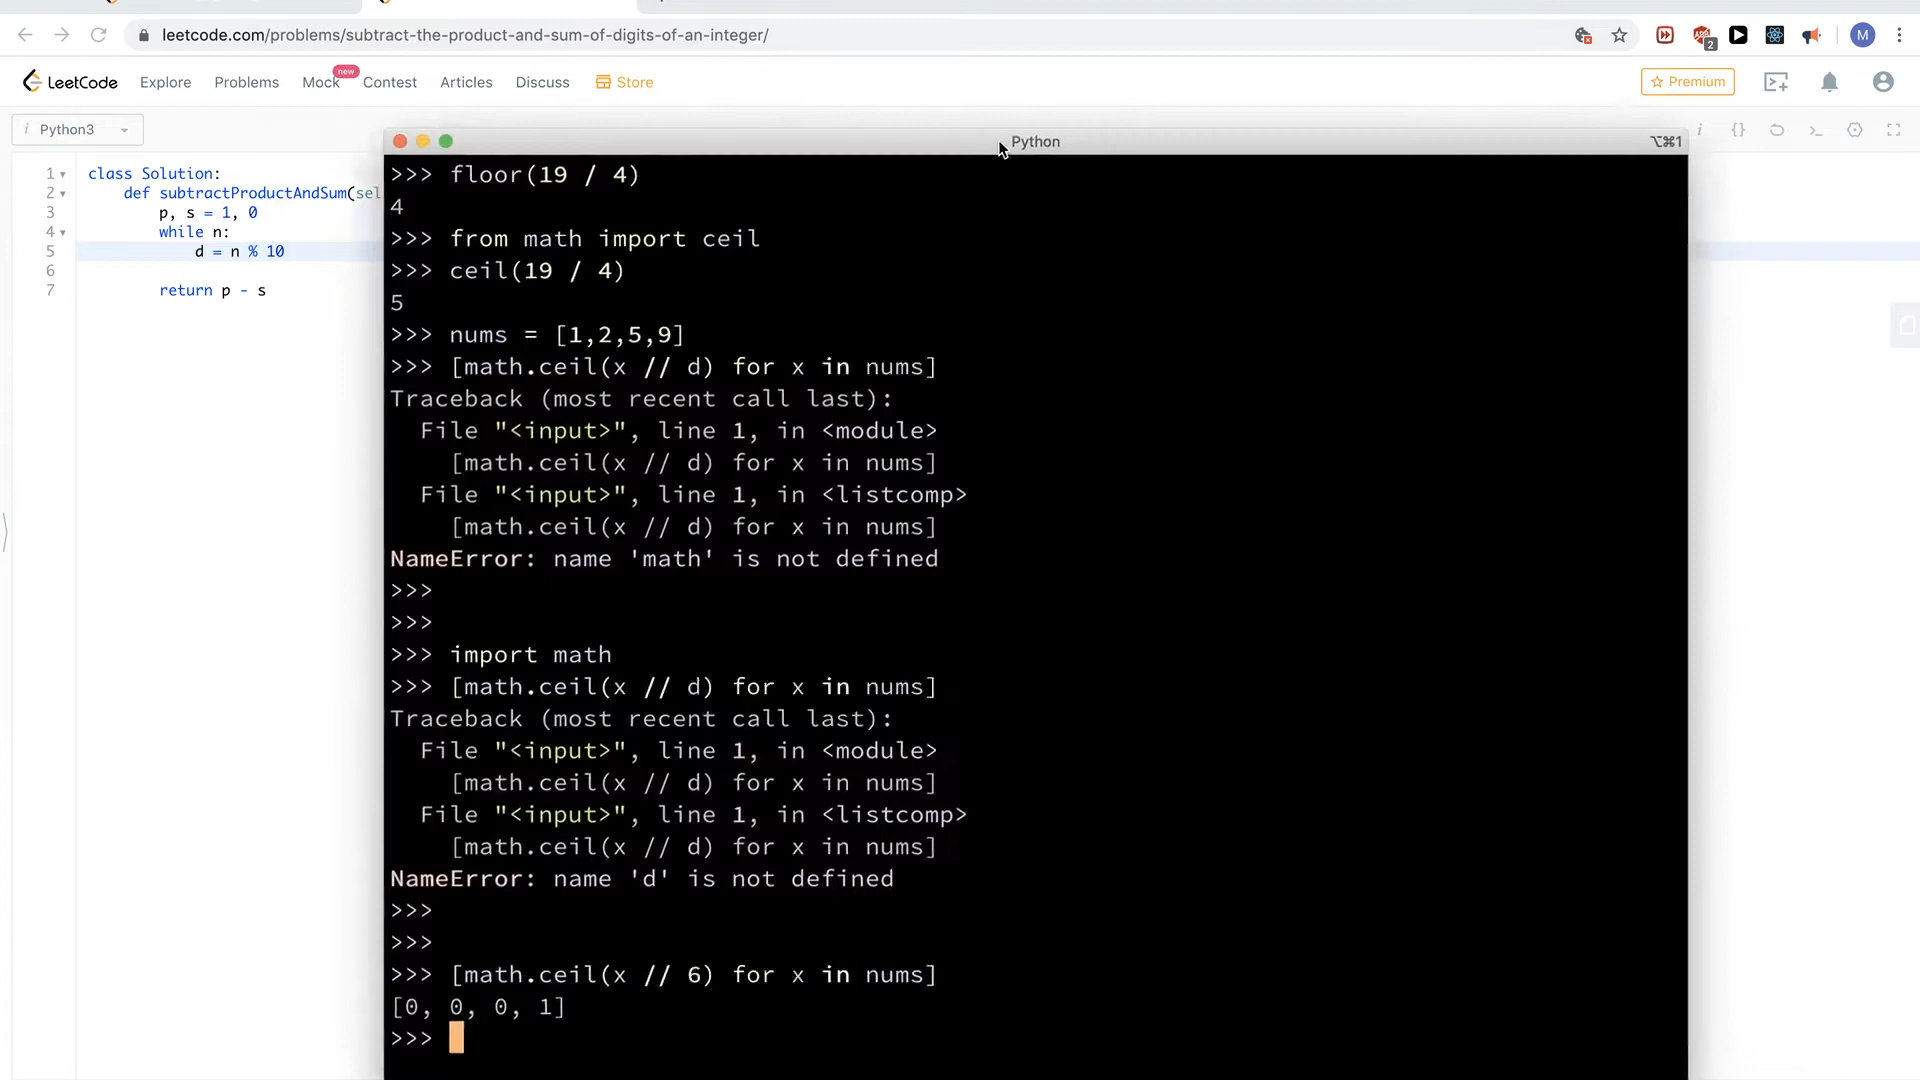 leetcode.com/problems/subtract-the-product-and-sum-of-digits-of-an-integer/
2
M
LeetCode Explore Problems Mock new Contest Articles Discuss Store
Premium
i Python3
Python
⌥⌘1
i {}
1 class Solution:
2 def subtractProductAndSum(sel
3 p, s = 1, 0
4 while n:
5 d = n % 10
6
7 return p - s
>>> floor(19 / 4)
4
>>> from math import ceil
>>> ceil(19 / 4)
5
>>> nums = [1,2,5,9]
>>> [math.ceil(x // d) for x in nums]
Traceback (most recent call last):
File "<input>", line 1, in <module>
[math.ceil(x // d) for x in nums]
File "<input>", line 1, in <listcomp>
[math.ceil(x // d) for x in nums]
NameError: name 'math' is not defined
>>>
>>>
>>> import math
>>> [math.ceil(x // d) for x in nums]
Traceback (most recent call last):
File "<input>", line 1, in <module>
[math.ceil(x // d) for x in nums]
File "<input>", line 1, in <listcomp>
[math.ceil(x // d) for x in nums]
NameError: name 'd' is not defined
>>>
>>>
>>> [math.ceil(x // 6) for x in nums]
[0, 0, 0, 1]
>>>